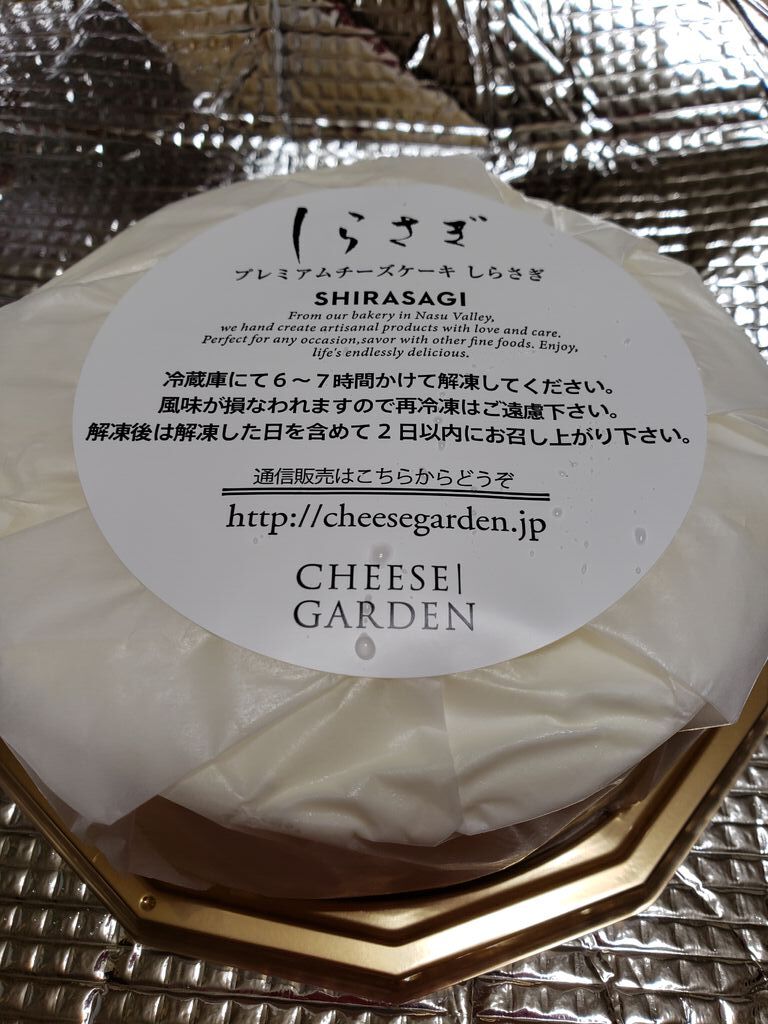 しらさぎ
プレミアムチーズケーキ しらさぎ
SHIRASAGI
From our bakery in Nasu Valley,
we hand create artisanal products with love and care.
Perfect for any occasion,savor with other fine foods. Enjoy,
life's endlessly delicious.
冷蔵庫にて6～7時間かけて解凍してください。
風味が損なわれますので再冷凍はご遠慮下さい。
解凍後は解凍した日を含めて2日以内にお召し上がり下さい。
通信販売はこちらからどうぞ
http://cheesegarden.jp
CHEESE|
GARDEN